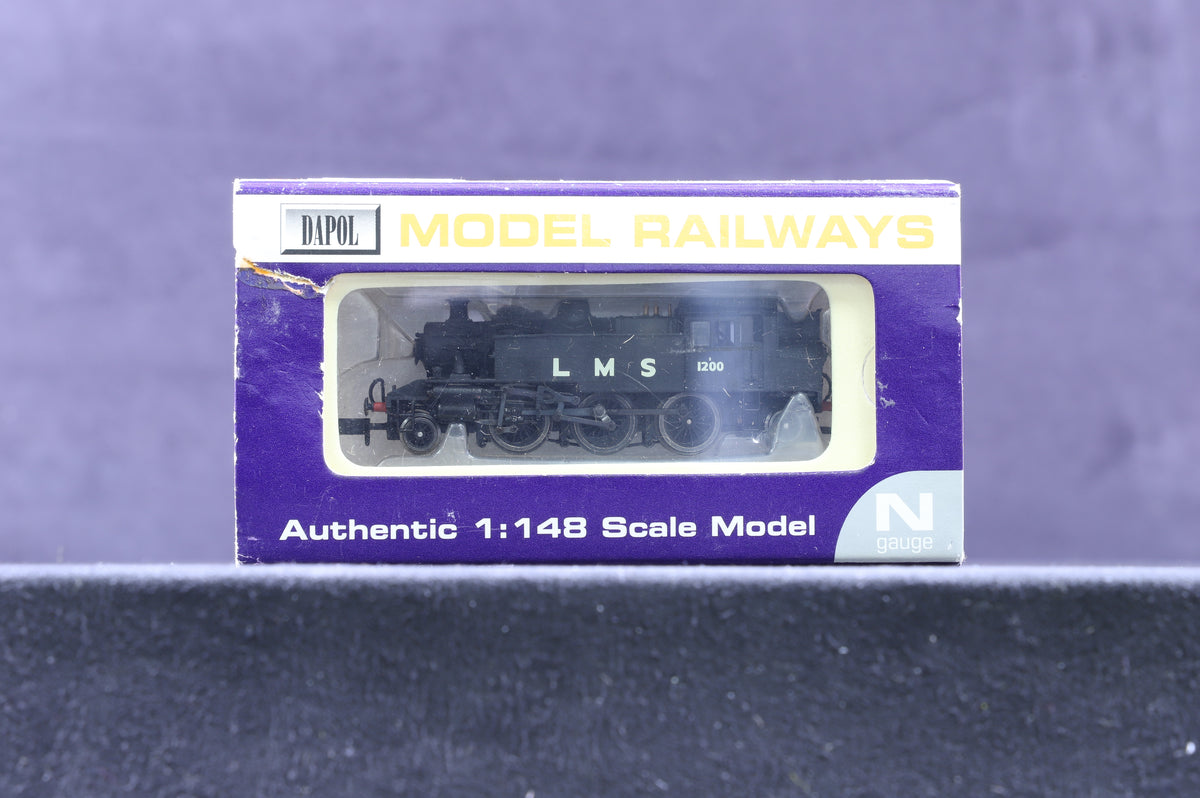 DAPOL MODEL RAILWAYS
L M S 1200
Authentic 1:148 Scale Model
N
gauge